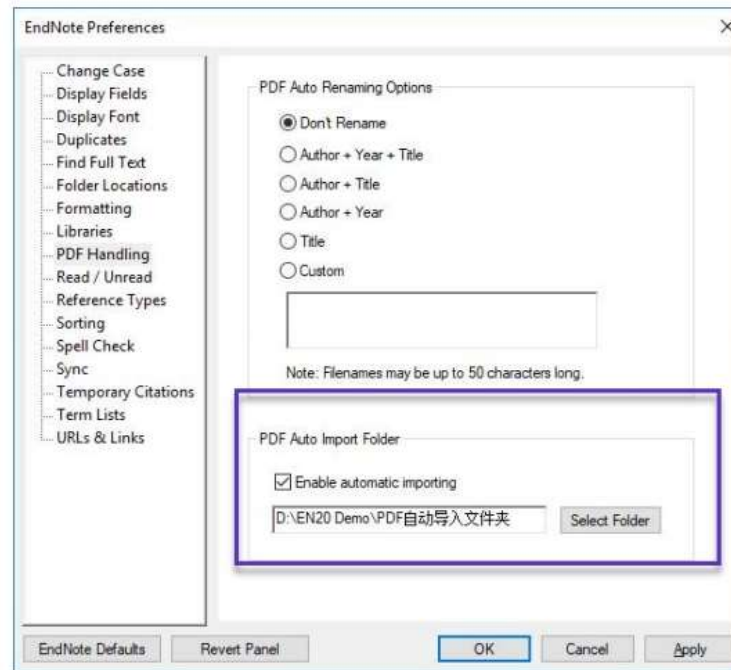 EndNote Preferences
Change Case
Display Fields
Display Font
Duplicates
Find Full Text
Folder Locations
Formatting
Libraries
PDF Handling
Read / Unread
Reference Types
Sorting
Spell Check
Sync
Temporary Citations
Term Lists
URLs & Links
PDF Auto Renaming Options
Don't Rename
Author + Year + Title
Author + Title
Author + Year
Title
Custom
Note: Filenames may be up to 50 characters long.
PDF Auto Import Folder
Enable automatic importing
D:\EN20 Demo\PDF自动导入文件夹
Select Folder
EndNote Defaults
Revert Panel
OK
Cancel
Apply